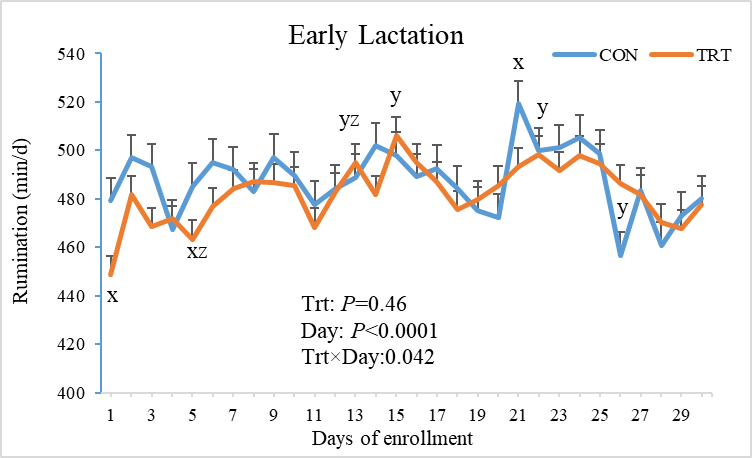 Early Lactation
CON TRT
Rumination (min/d)
540
520
500
480
460
440
420
400
x
xz
yz
y
x
y
y
Trt: P=0.46
Day: P<0.0001
Trt×Day:0.042
1 3 5 7 9 11 13 15 17 19 21 23 25 27 29
Days of enrollment